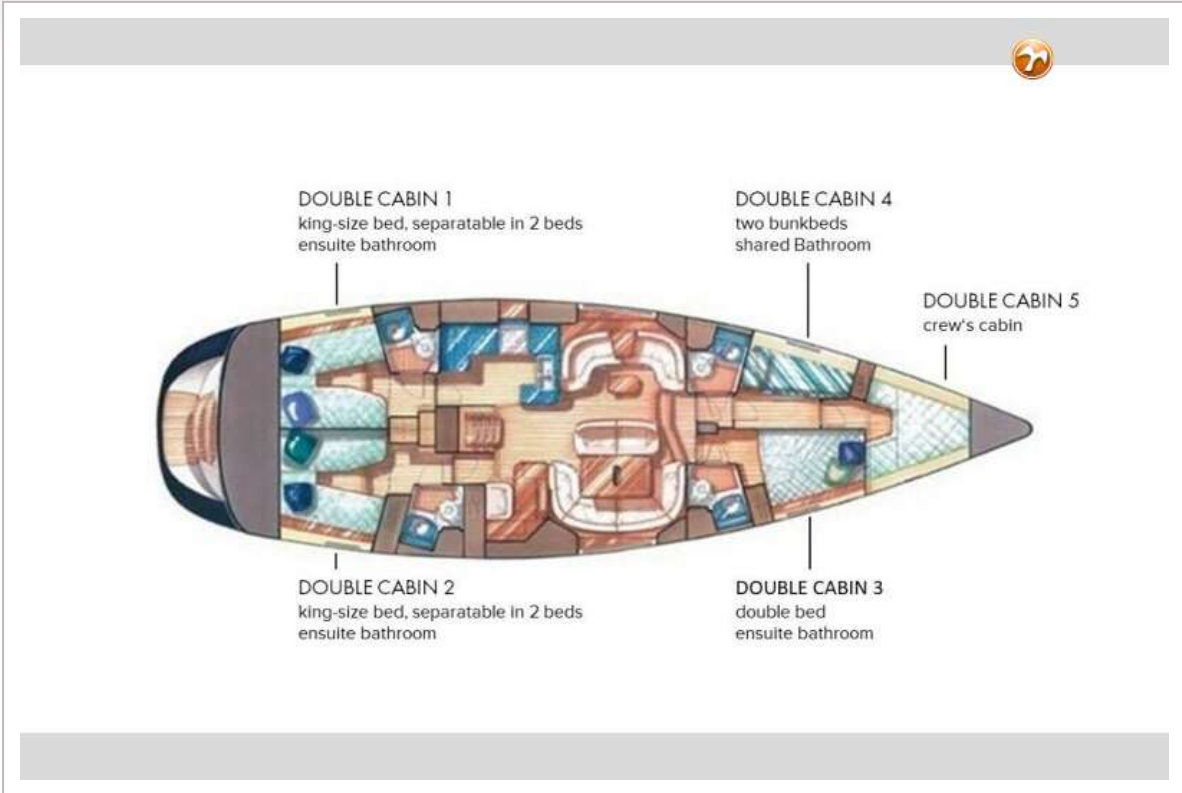 DOUBLE CABIN 1
king-size bed, separatable in 2 beds
ensuite bathroom
DOUBLE CABIN 4
two bunkbeds
shared Bathroom
DOUBLE CABIN 5
crew's cabin
DOUBLE CABIN 2
king-size bed, separatable in 2 beds
ensuite bathroom
DOUBLE CABIN 3
double bed
ensuite bathroom